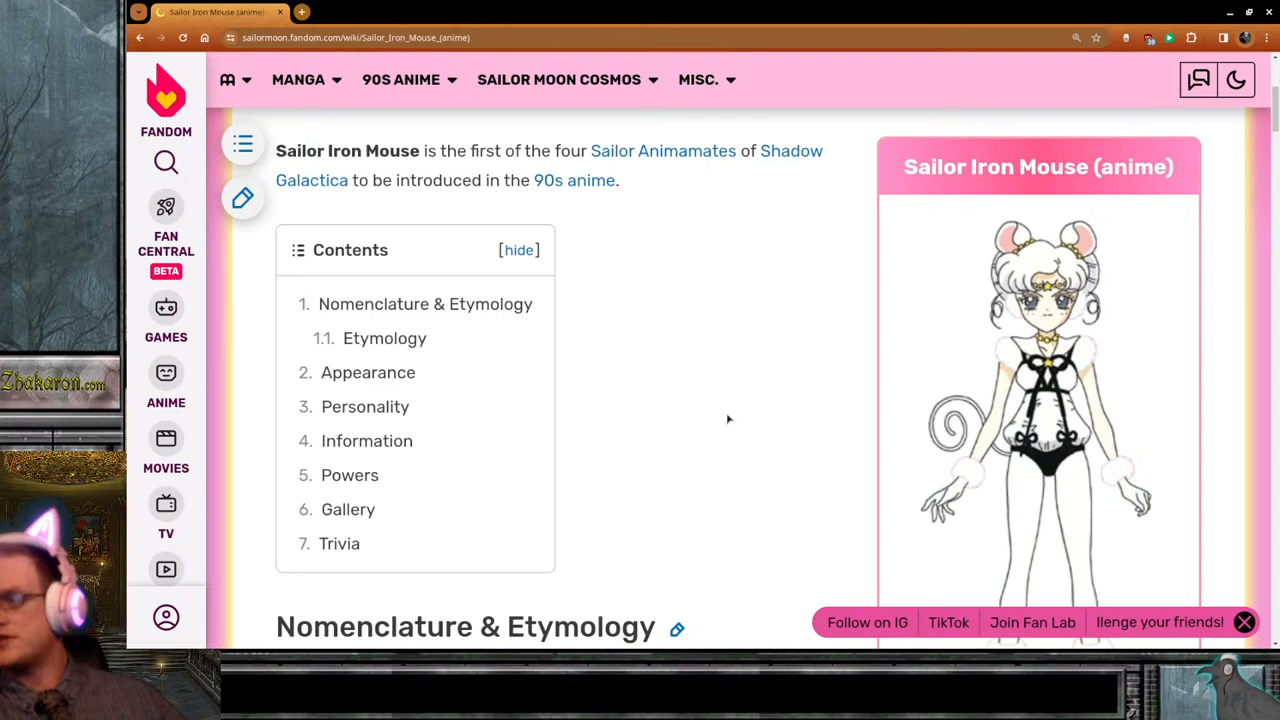 Sailor Iron Mouse (anime)
sailormoon.fandom.com/wiki/Sailor_Iron_Mouse_(anime)
39
MANGA
90S ANIME
SAILOR MOON COSMOS
MISC.
FANDOM
FAN
CENTRAL
BETA
GAMES
ANIME
MOVIES
TV
Zhakaron.com
Sailor Iron Mouse is the first of the four Sailor Animamates of Shadow
Galactica to be introduced in the 90s anime.
Contents [hide]
1. Nomenclature & Etymology
1.1. Etymology
2. Appearance
3. Personality
4. Information
5. Powers
6. Gallery
7. Trivia
Nomenclature & Etymology
Sailor Iron Mouse (anime)
Follow on IG TikTok Join Fan Lab llenge your friends!